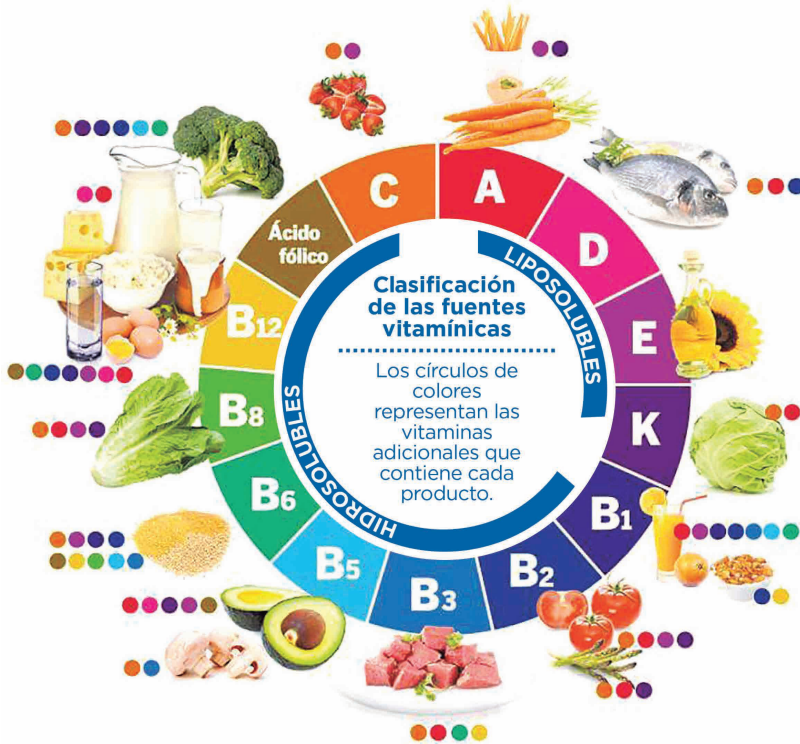 C
A
D
E
K
B1
B2
B3
B5
B6
B8
B12
Ácido
fólico
LIPOSOLUBLES
HIDROSOLUBLES
Clasificación
de las fuentes
vitamínicas
Los círculos de
colores
representan las
vitaminas
adicionales que
contiene cada
producto.